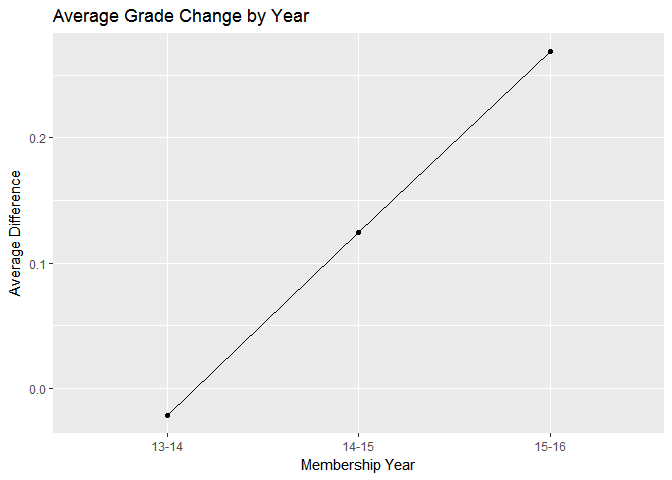 Average Grade Change by Year
Average Difference
0.2
0.1
0.0
13-14 14-15 15-16
Membership Year